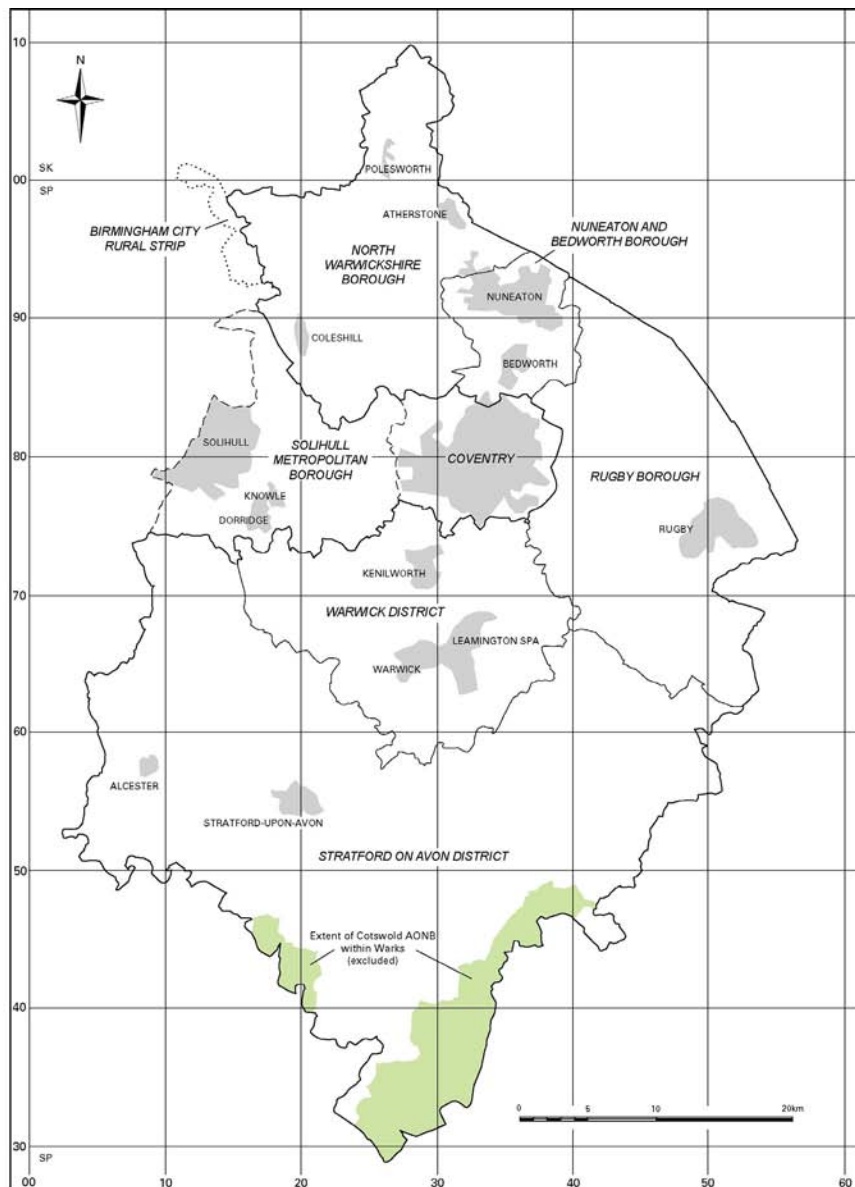 10
N
SK
POLESWORTH
00
SP
ATHERSTONE
BIRMINGHAM CITY
RURAL STRIP
NUNEATON AND
BEDWORTH BOROUGH
NORTH
WARWICKSHIRE
BOROUGH
NUNEATON
90
COLESHILL
BEDWORTH
SOLIHULL
SOLIHULL
METROPOLITAN
BOROUGH
COVENTRY
80
RUGBY BOROUGH
KNOWLE
DORRIDGE
RUGBY
KENILWORTH
70
WARWICK DISTRICT
LEAMINGTON SPA
WARWICK
60
ALCESTER
STRATFORD-UPON-AVON
STRATFORD ON AVON DISTRICT
50
Extent of Cotswold AONB
within Warks
(excluded)
40
0
5
10
20km
30
SP
00
10
20
30
40
50
60